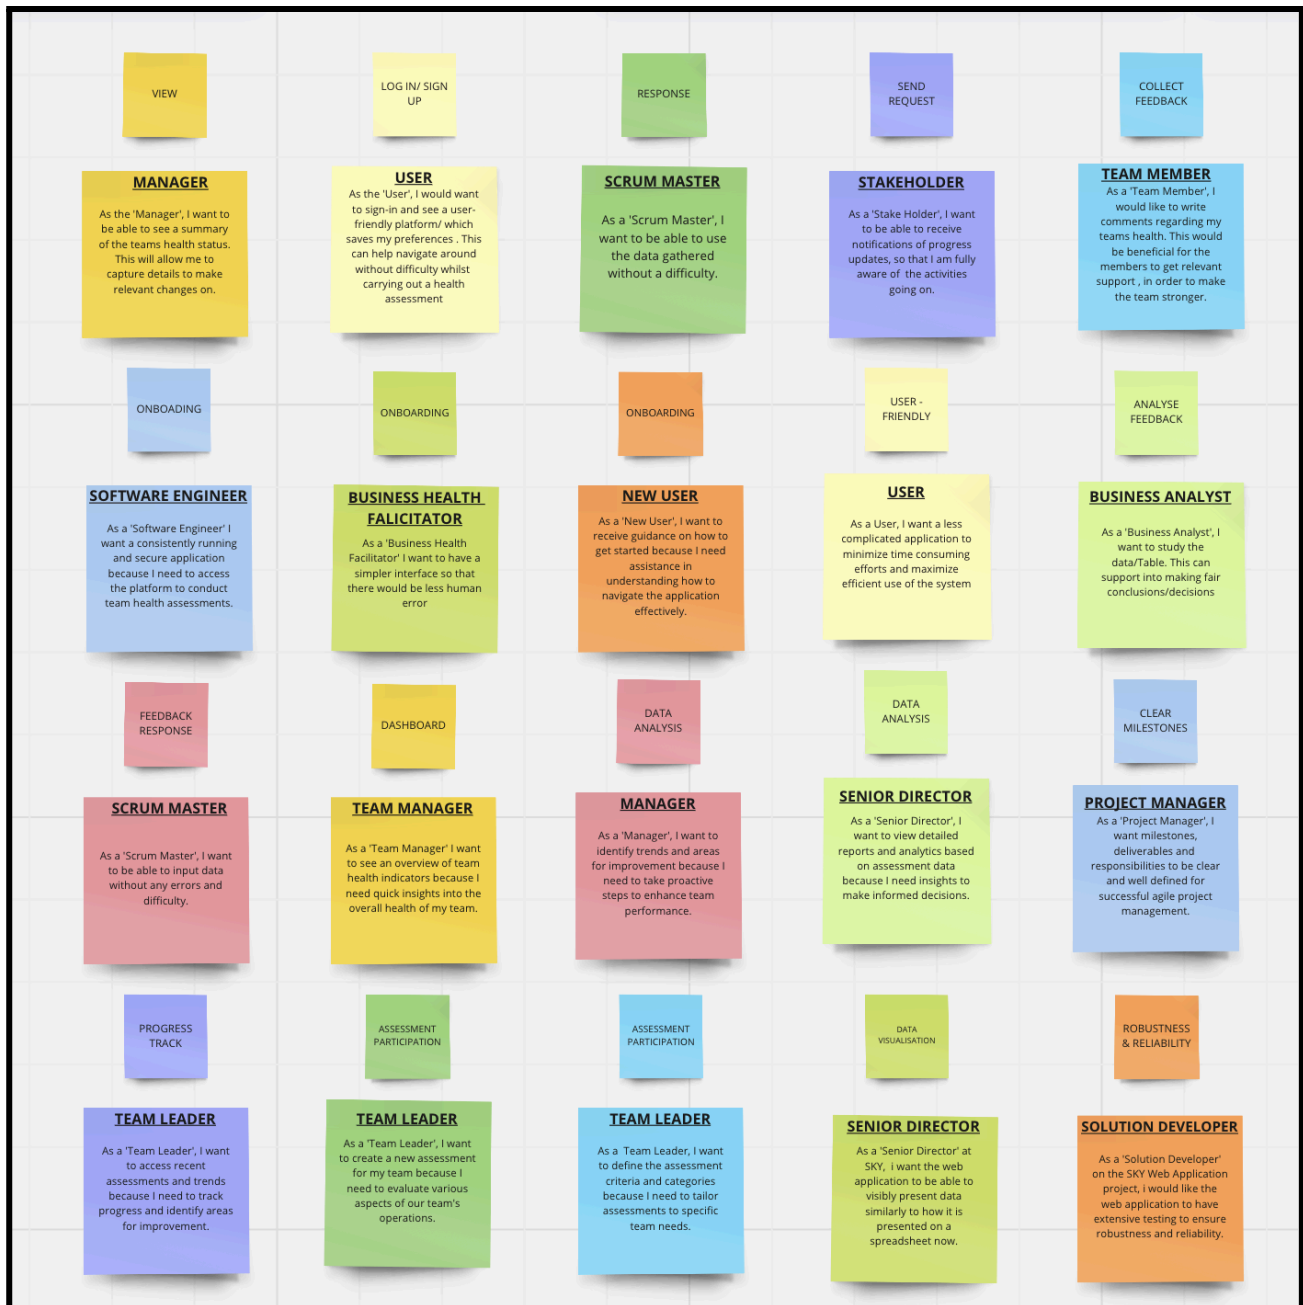 VIEW
LOG IN/ SIGN
UP
RESPONSE
SEND
REQUEST
COLLECT
FEEDBACK
MANAGER
As the 'Manager', I want to
be able to see a summary
of the teams health status.
This will allow me to
capture details to make
relevant changes on.
USER
As the 'User', I would want
to sign-in and see a user-
friendly platform/ which
saves my preferences . This
can help navigate around
without difficulty whilst
carrying out a health
assessment
SCRUM MASTER
As a 'Scrum Master', I
want to be able to use
the data gathered
without a difficulty.
STAKEHOLDER
As a 'Stake Holder', I want
to be able to receive
notifications of progress
updates, so that I am fully
aware of the activities
going on.
TEAM MEMBER
As a 'Team Member', I
would like to write
comments regarding my
teams health. This would
be beneficial for the
members to get relevant
support , in order to make
the team stronger.
ONBOADING
ONBOARDING
ONBOARDING
USER -
FRIENDLY
ANALYSE
FEEDBACK
SOFTWARE ENGINEER
As a 'Software Engineer' I
want a consistently running
and secure application
because I need to access
the platform to conduct
team health assessments.
BUSINESS HEALTH
FALICITATOR
As a 'Business Health
Facilitator' I want to have a
simpler interface so that
there would be less human
error
NEW USER
As a 'New User', I want to
receive guidance on how to
get started because I need
assistance in
understanding how to
navigate the application
effectively.
USER
As a User, I want a less
complicated application to
minimize time consuming
efforts and maximize
efficient use of the system
BUSINESS ANALYST
As a 'Business Analyst', I
want to study the
data/Table. This can
support into making fair
conclusions/decisions
FEEDBACK
RESPONSE
DASHBOARD
DATA
ANALYSIS
DATA
ANALYSIS
CLEAR
MILESTONES
SCRUM MASTER
As a 'Scrum Master', I want
to be able to input data
without any errors and
difficulty.
TEAM MANAGER
As a 'Team Manager' I want
to see an overview of team
health indicators because I
need quick insights into the
overall health of my team.
MANAGER
As a 'Manager', I want to
identify trends and areas
for improvement because I
need to take proactive
steps to enhance team
performance.
SENIOR DIRECTOR
As a 'Senior Director', I
want to view detailed
reports and analytics based
on assessment data
because I need insights to
make informed decisions.
PROJECT MANAGER
As a 'Project Manager', I
want milestones,
deliverables and
responsibilities to be clear
and well defined for
successful agile project
management.
PROGRESS
TRACK
ASSESSMENT
PARTICIPATION
ASSESSMENT
PARTICIPATION
DATA
VISUALISATION
ROBUSTNESS
& RELIABILITY
TEAM LEADER
As a 'Team Leader', I want
to access recent
assessments and trends
because I need to track
progress and identify areas
for improvement.
TEAM LEADER
As a 'Team Leader', I want
to create a new assessment
for my team because I
need to evaluate various
aspects of our team's
operations.
TEAM LEADER
As a  Team Leader, I want
to define the assessment
criteria and categories
because I need to tailor
assessments to specific
team needs.
SENIOR DIRECTOR
As a 'Senior Director' at
SKY,  i want the web
application to be able to
visibly present data
similarly to how it is
presented on a
spreadsheet now.
SOLUTION DEVELOPER
As a 'Solution Developer'
on the SKY Web Application
project, i would like the
web application to have
extensive testing to ensure
robustness and reliability.